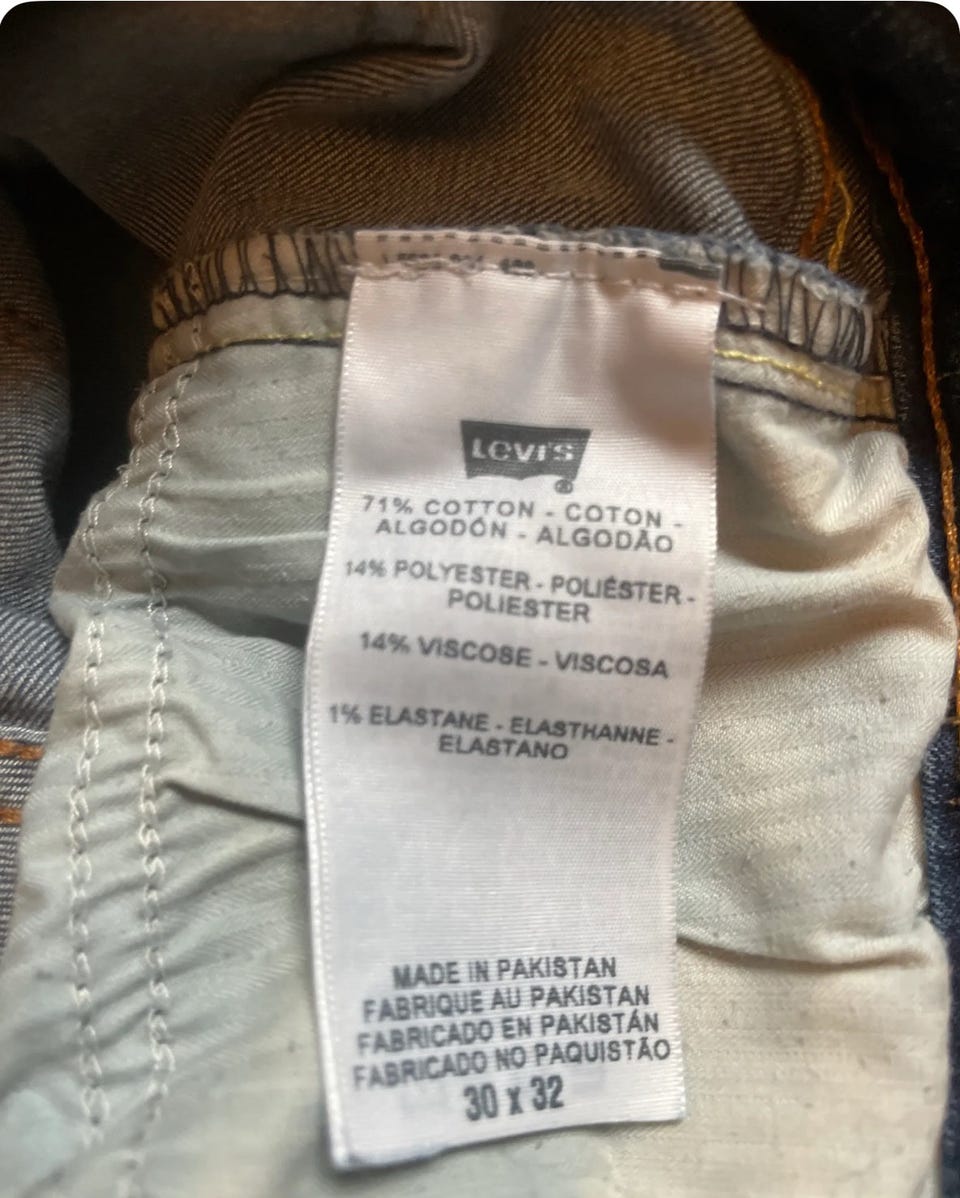 LEVI'S
®
71% COTTON - COTON -
ALGODÓN - ALGODÃO
14% POLYESTER - POLIÉSTER -
POLIESTER
14% VISCOSE - VISCOSA
1% ELASTANE - ELASTHANNE -
ELASTANO
MADE IN PAKISTAN
FABRIQUE AU PAKISTAN
FABRICADO EN PAKISTÁN
FABRICADO NO PAQUISTÃO
30 X 32